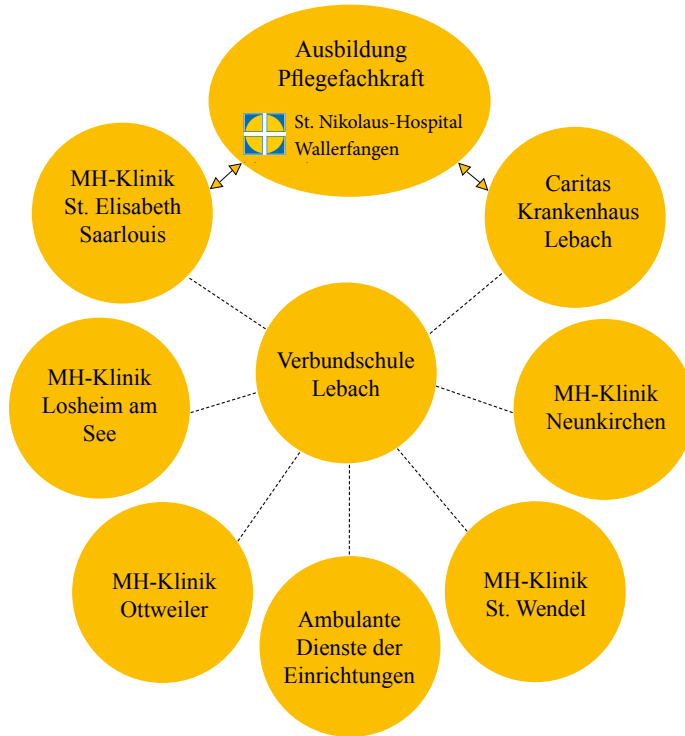 Ausbildung
Pflegefachkraft
St. Nikolaus-Hospital
Wallerfangen
MH-Klinik
St. Elisabeth
Saarlouis
Caritas
Krankenhaus
Lebach
Verbundschule
Lebach
MH-Klinik
Losheim am
See
MH-Klinik
Neunkirchen
MH-Klinik
Ottweiler
Ambulante
Dienste der
Einrichtungen
MH-Klinik
St. Wendel